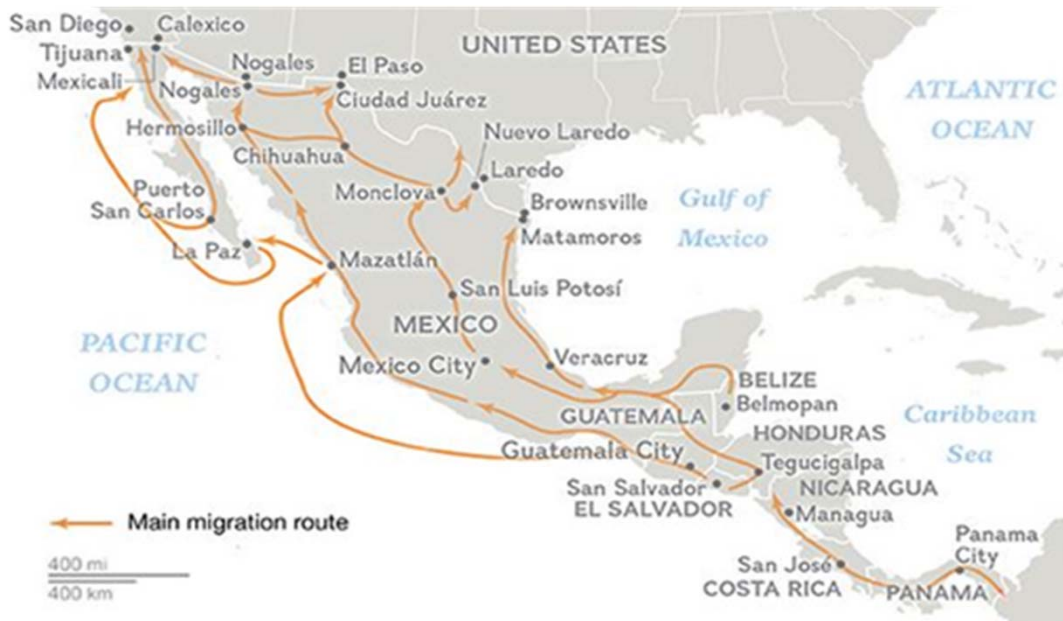 San Diego
Calexico
Tijuana
Mexicali
Nogales
Nogales
El Paso
Ciudad Juárez
UNITED STATES
ATLANTIC
OCEAN
Hermosillo
Chihuahua
Nuevo Laredo
Laredo
Monclova
Brownsville
Matamoros
Gulf of
Mexico
Puerto
San Carlos
La Paz
Mazatlán
San Luis Potosí
MEXICO
Mexico City
Veracruz
PACIFIC
OCEAN
BELIZE
Belmopan
GUATEMALA
HONDURAS
Caribbean
Sea
Guatemala City
Tegucigalpa
San Salvador
EL SALVADOR
NICARAGUA
Managua
Main migration route
Panama
City
San José
COSTA RICA
PANAMA
400 mi
400 km